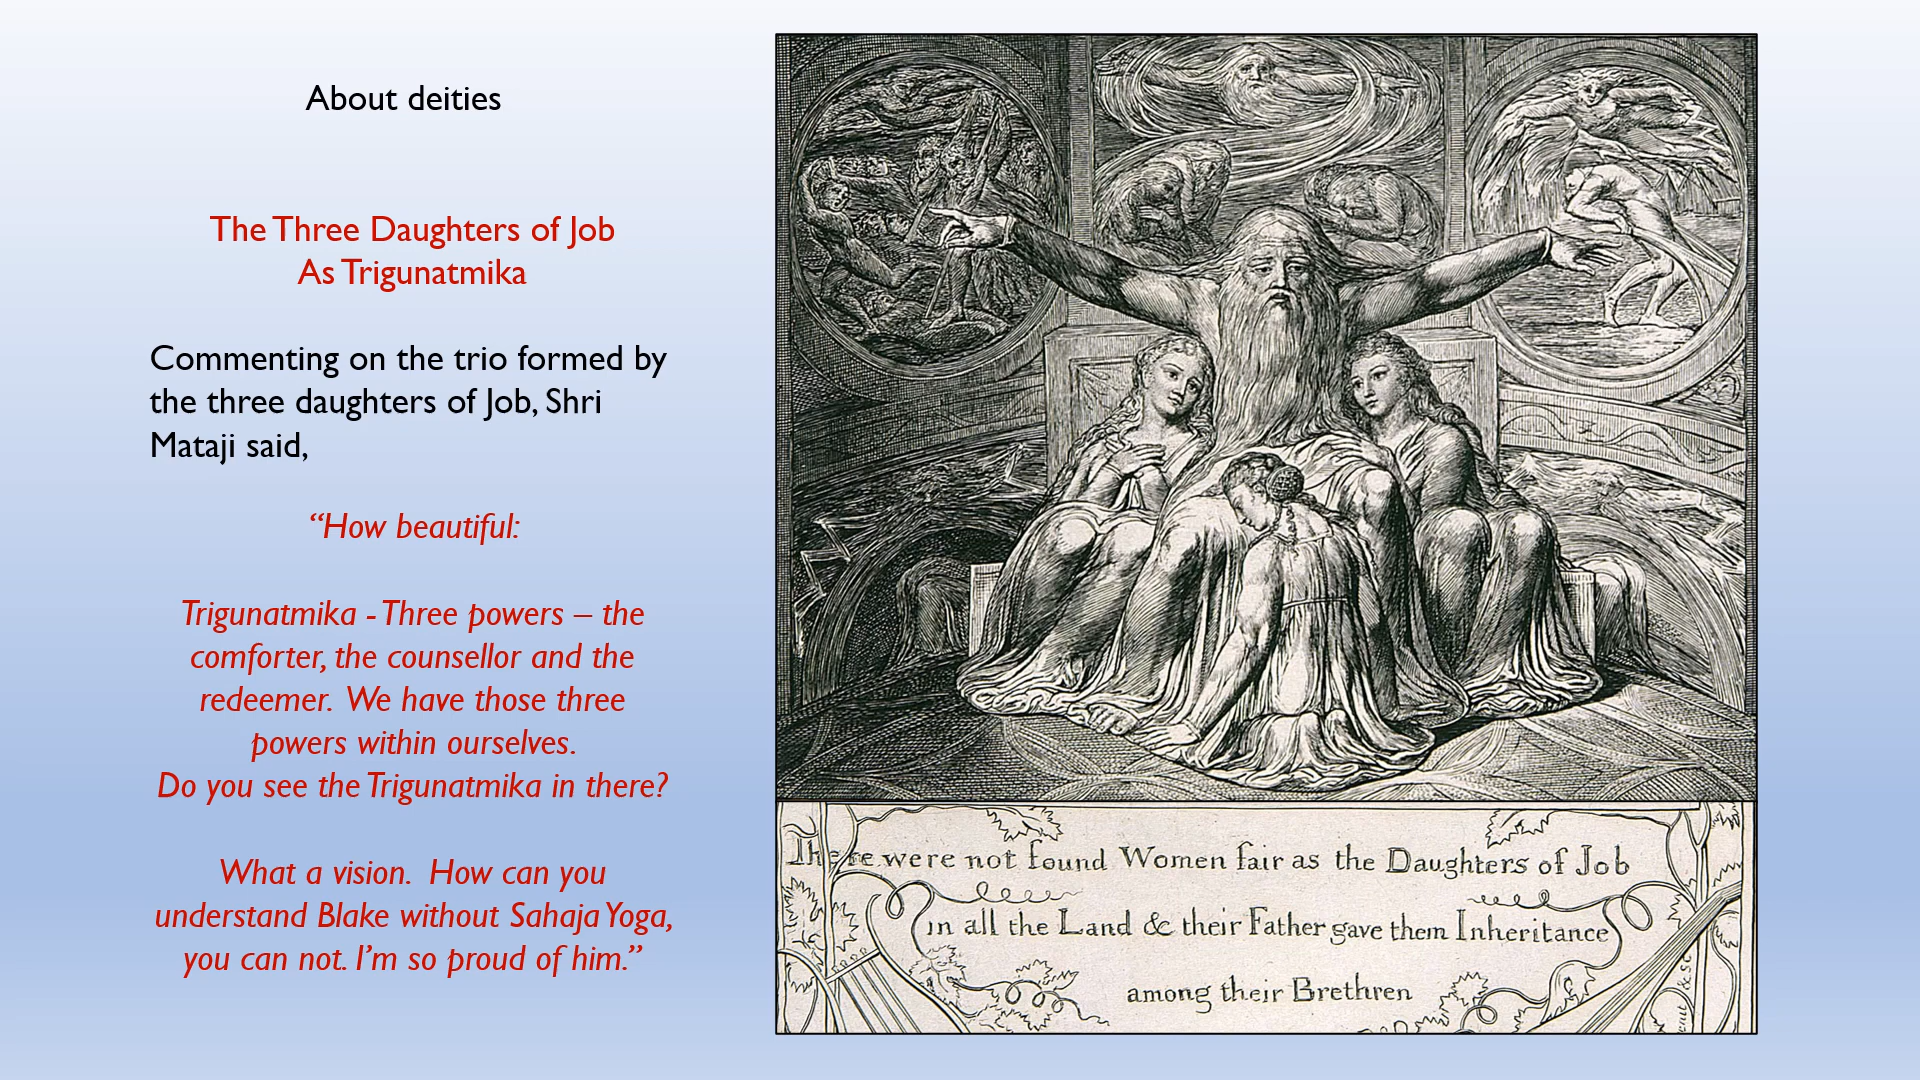 About deities
The Three Daughters of Job
As Trigunatmika
Commenting on the trio formed by
the three daughters of Job, Shri
Mataji said,
“How beautiful:
Trigunatmika - Three powers – the
comforter, the counsellor and the
redeemer. We have those three
powers within ourselves.
Do you see the Trigunatmika in there?
What a vision. How can you
understand Blake without Sahaja Yoga,
you can not. I’m so proud of him.”
There were not found Women fair as the Daughters of Job
in all the Land & their Father gave them Inheritance
among their Brethren